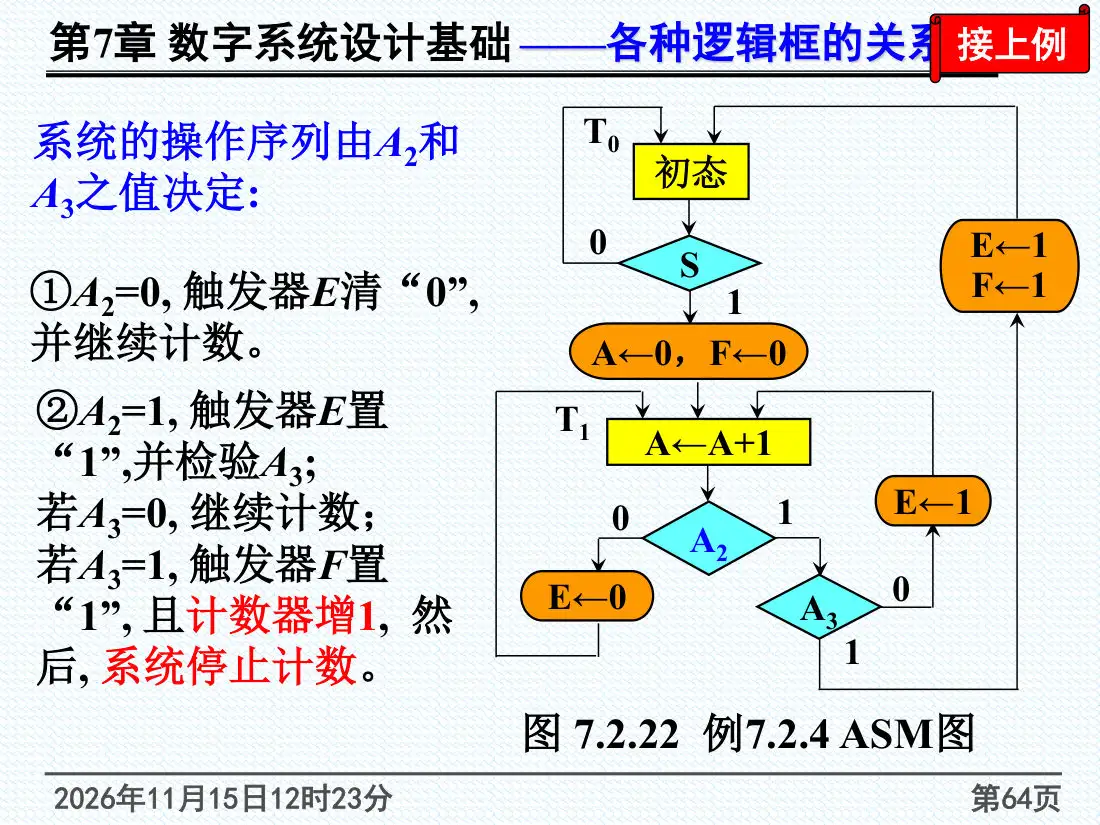 第7章 数字系统设计基础 ——各种逻辑框的关系
接上例
系统的操作序列由A2和
A3之值决定:
①A2=0, 触发器E清“0”,
并继续计数。
②A2=1, 触发器E置
“1”,并检验A3;
若A3=0, 继续计数；
若A3=1, 触发器F置
“1”, 且计数器增1, 然
后, 系统停止计数。
T0
初态
0
S
1
E←1
F←1
A←0，F←0
T1
A←A+1
E←1
0
A2
1
E←0
A3
0
1
图 7.2.22 例7.2.4 ASM图
2026年11月15日12时23分
第64页